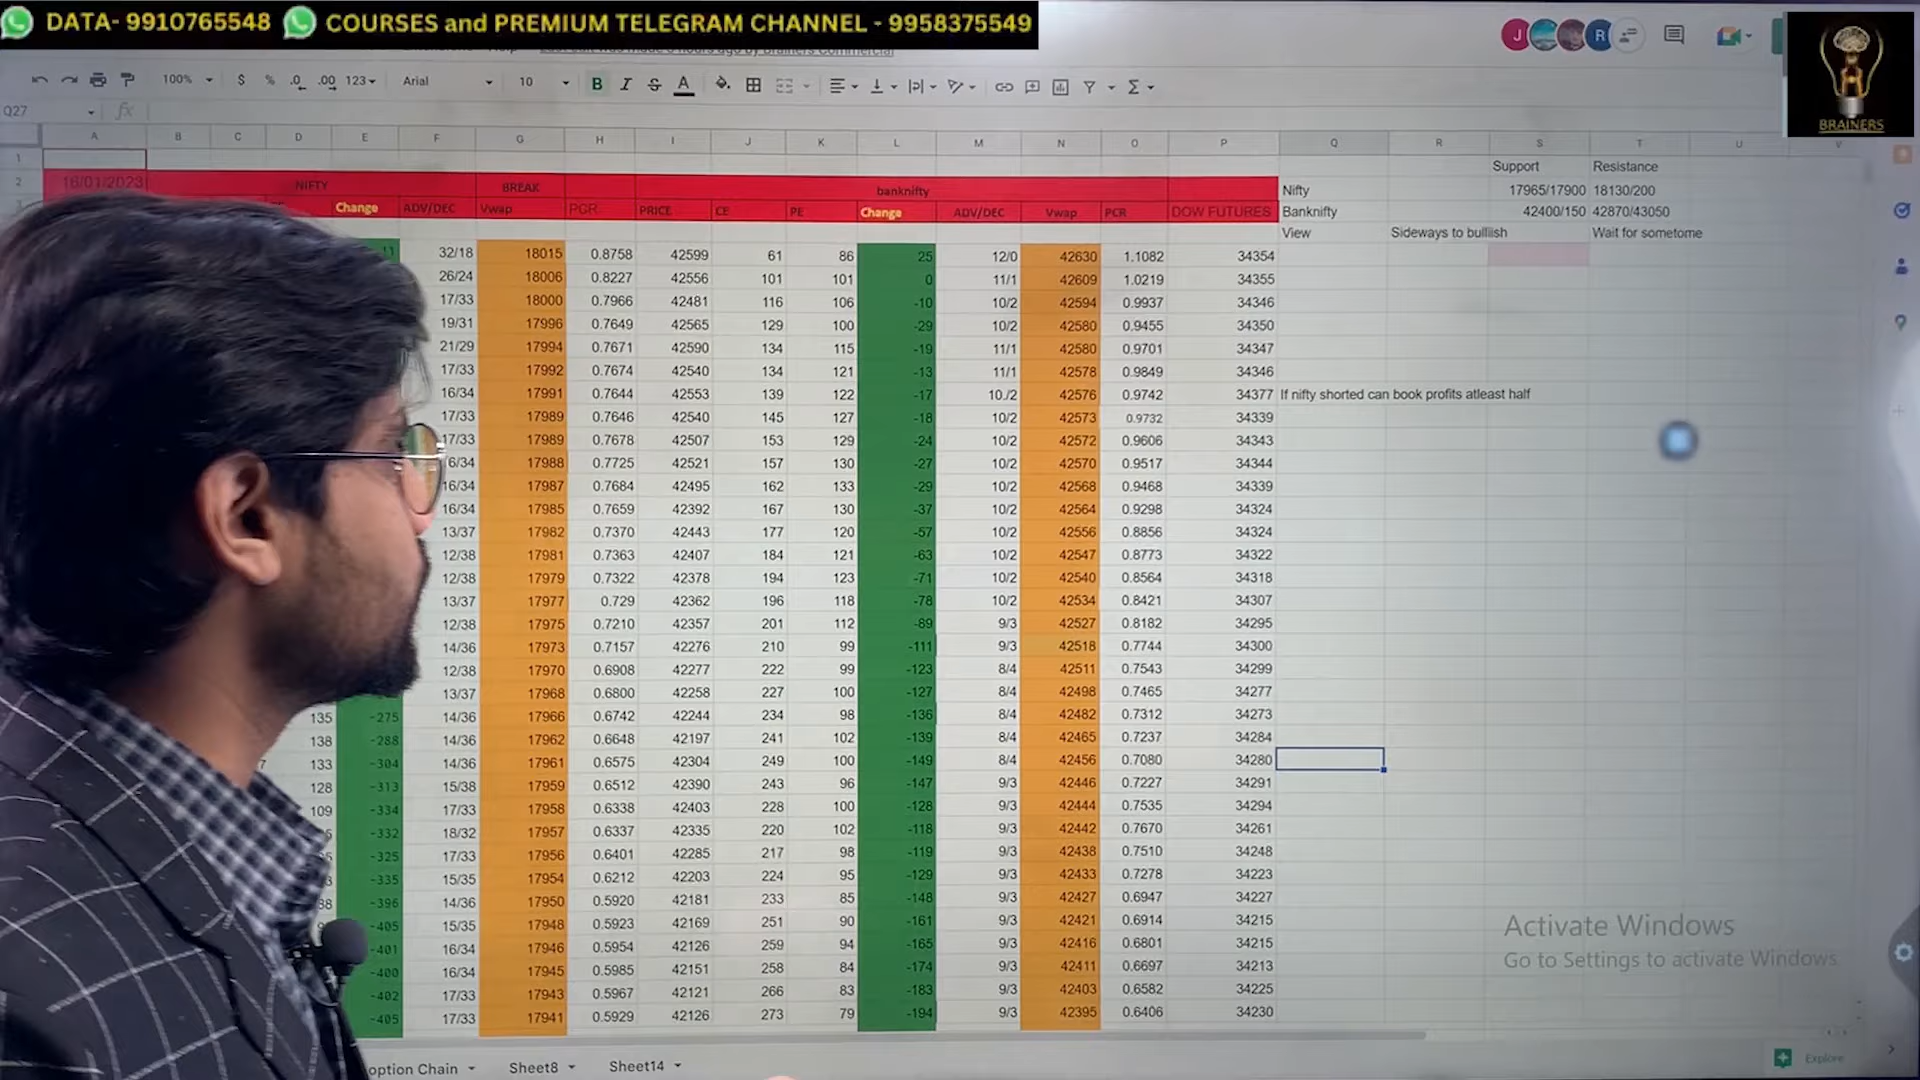 DATA- 9910765548 COURSES and PREMIUM TELEGRAM CHANNEL - 9958375549
BRAINERS
100% $ % .0 .00 123 Arial 10 B I S A
Q27 fx
A B C D E F G H I J K L M N O P Q R S T U V
1 Support Resistance
2 16/01/2023 NIFTY BREAK banknifty Nifty 17965/17900 18130/200
Change ADV/DEC Vwap PCR PRICE CE PE Change ADV/DEC Vwap PCR DOW FUTURES Banknifty 42400/150 42870/43050
View Sideways to bulliish Wait for sometome
32/18 18015 0.8758 42599 61 86 25 12/0 42630 1.1082 34354
26/24 18006 0.8227 42556 101 101 0 11/1 42609 1.0219 34355
17/33 18000 0.7966 42481 116 106 -10 10/2 42594 0.9937 34346
19/31 17996 0.7649 42565 129 100 -29 10/2 42580 0.9455 34350
21/29 17994 0.7671 42590 134 115 -19 11/1 42580 0.9701 34347
17/33 17992 0.7674 42540 134 121 -13 11/1 42578 0.9849 34346
16/34 17991 0.7644 42553 139 122 -17 10./2 42576 0.9742 34377 If nifty shorted can book profits atleast half
17/33 17989 0.7646 42540 145 127 -18 10/2 42573 0.9732 34339
17/33 17989 0.7678 42507 153 129 -24 10/2 42572 0.9606 34343
6/34 17988 0.7725 42521 157 130 -27 10/2 42570 0.9517 34344
16/34 17987 0.7684 42495 162 133 -29 10/2 42568 0.9468 34339
16/34 17985 0.7659 42392 167 130 -37 10/2 42564 0.9298 34324
13/37 17982 0.7370 42443 177 120 -57 10/2 42556 0.8856 34324
12/38 17981 0.7363 42407 184 121 -63 10/2 42547 0.8773 34322
12/38 17979 0.7322 42378 194 123 -71 10/2 42540 0.8564 34318
13/37 17977 0.729 42362 196 118 -78 10/2 42534 0.8421 34307
12/38 17975 0.7210 42357 201 112 -89 9/3 42527 0.8182 34295
14/36 17973 0.7157 42276 210 99 -111 9/3 42518 0.7744 34300
12/38 17970 0.6908 42277 222 99 -123 8/4 42511 0.7543 34299
13/37 17968 0.6800 42258 227 100 -127 8/4 42498 0.7465 34277
135 -275 14/36 17966 0.6742 42244 234 98 -136 8/4 42482 0.7312 34273
138 -288 14/36 17962 0.6648 42197 241 102 -139 8/4 42465 0.7237 34284
7 133 -304 14/36 17961 0.6575 42304 249 100 -149 8/4 42456 0.7080 34280
128 -313 15/38 17959 0.6512 42390 243 96 -147 9/3 42446 0.7227 34291
109 -334 17/33 17958 0.6338 42403 228 100 -128 9/3 42444 0.7535 34294
-332 18/32 17957 0.6337 42335 220 102 -118 9/3 42442 0.7670 34261
-325 17/33 17956 0.6401 42285 217 98 -119 9/3 42438 0.7510 34248
-335 15/35 17954 0.6212 42203 224 95 -129 9/3 42433 0.7278 34223
-396 14/36 17950 0.5920 42181 233 85 -148 9/3 42427 0.6947 34227
-405 15/35 17948 0.5923 42169 251 90 -161 9/3 42421 0.6914 34215
-401 16/34 17946 0.5954 42126 259 94 -165 9/3 42416 0.6801 34215
-400 16/34 17945 0.5985 42151 258 84 -174 9/3 42411 0.6697 34213
-402 17/33 17943 0.5967 42121 266 83 -183 9/3 42403 0.6582 34225
-405 17/33 17941 0.5929 42126 273 79 -194 9/3 42395 0.6406 34230
Activate Windows
Go to Settings to activate Windows.
Explore
option Chain Sheet8 Sheet14